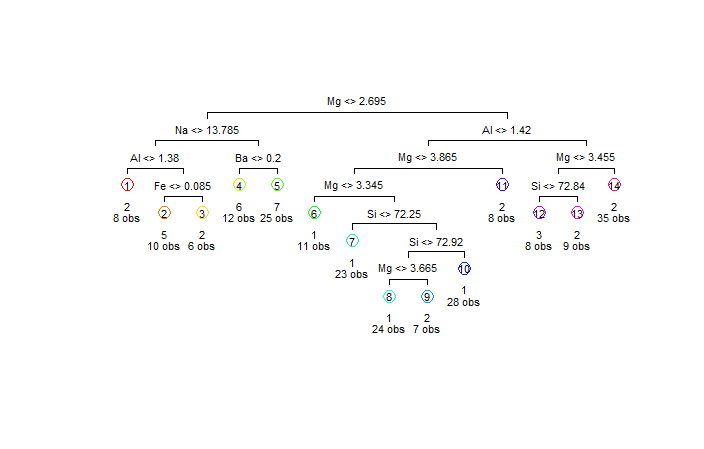 Mg <> 2.695
Na <> 13.785
Al <> 1.42
Al <> 1.38
Ba <> 0.2
Mg <> 3.865
Mg <> 3.455
1
Fe <> 0.085
4
5
Mg <> 3.345
11
Si <> 72.84
14
2
8 obs
2
3
6
12 obs
7
25 obs
6
Si <> 72.25
2
8 obs
12
13
2
35 obs
5
10 obs
2
6 obs
1
11 obs
7
Si <> 72.92
3
8 obs
2
9 obs
1
23 obs
Mg <> 3.665
10
8
9
1
28 obs
1
24 obs
2
7 obs